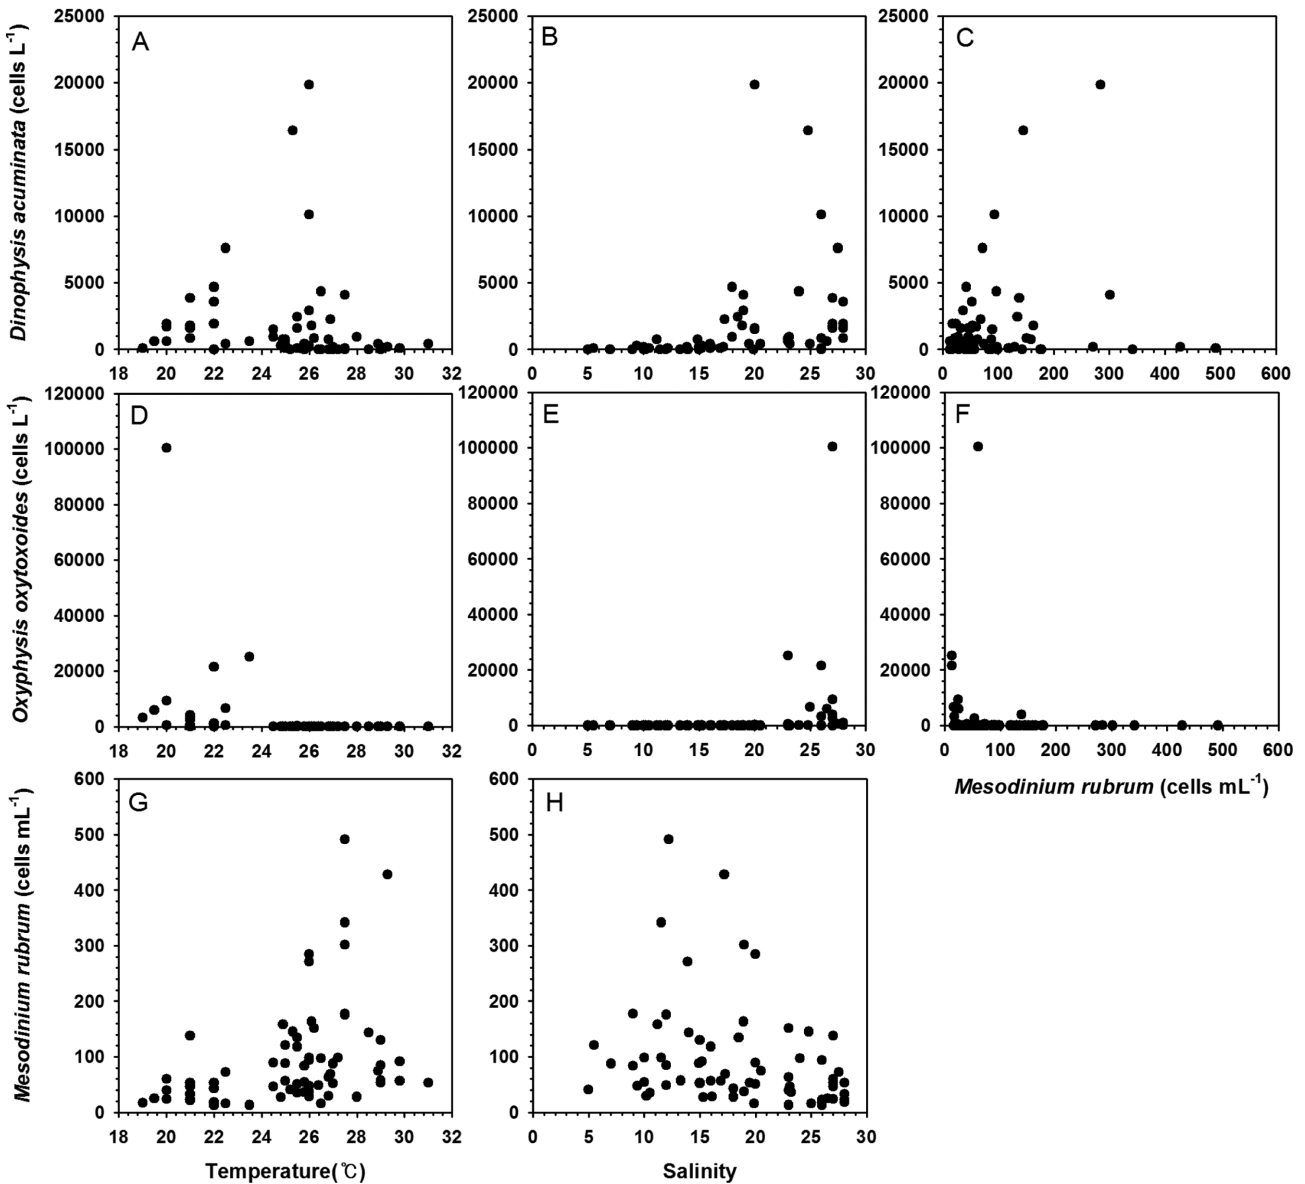 Dinophysis acuminata (cells L-1)
A
25000
20000
15000
10000
5000
0
18 20 22 24 26 28 30 32
B
25000
20000
15000
10000
5000
0
0 5 10 15 20 25 30
C
25000
20000
15000
10000
5000
0
0 100 200 300 400 500 600
Oxyphysis oxytoxoides (cells L-1)
D
120000
100000
80000
60000
40000
20000
0
18 20 22 24 26 28 30 32
E
120000
100000
80000
60000
40000
20000
0
0 5 10 15 20 25 30
F
120000
100000
80000
60000
40000
20000
0
0 100 200 300 400 500 600
Mesodinium rubrum (cells mL-1)
Mesodinium rubrum (cells mL-1)
G
600
500
400
300
200
100
0
18 20 22 24 26 28 30 32
Temperature(℃)
H
600
500
400
300
200
100
0
0 5 10 15 20 25 30
Salinity